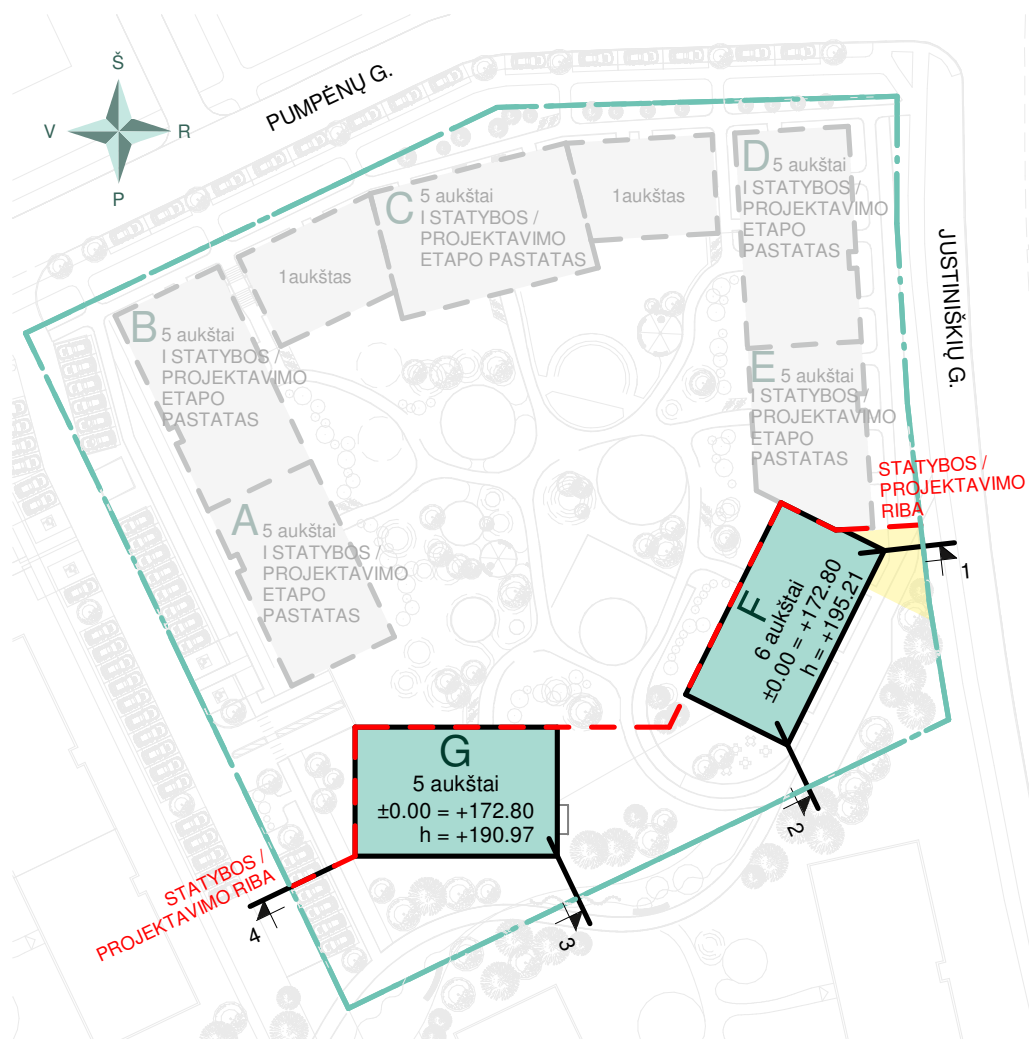 Š
V
R
P
PUMPĖNŲ G.
JUSTINIŠKIŲ G.
D 5 aukštai
I STATYBOS /
PROJEKTAVIMO
ETAPO
PASTATAS
C 5 aukštai
I STATYBOS /
PROJEKTAVIMO
ETAPO PASTATAS
1aukštas
1aukštas
B 5 aukštai
I STATYBOS /
PROJEKTAVIMO
ETAPO
PASTATAS
E 5 aukštai
I STATYBOS /
PROJEKTAVIMO
ETAPO
PASTATAS
A 5 aukštai
I STATYBOS /
PROJEKTAVIMO
ETAPO
PASTATAS
STATYBOS /
PROJEKTAVIMO
RIBA
F
6 aukštai
±0.00 = +172.80
h = +195.21
1
2
G
5 aukštai
±0.00 = +172.80
h = +190.97
3
4
STATYBOS /
PROJEKTAVIMO RIBA